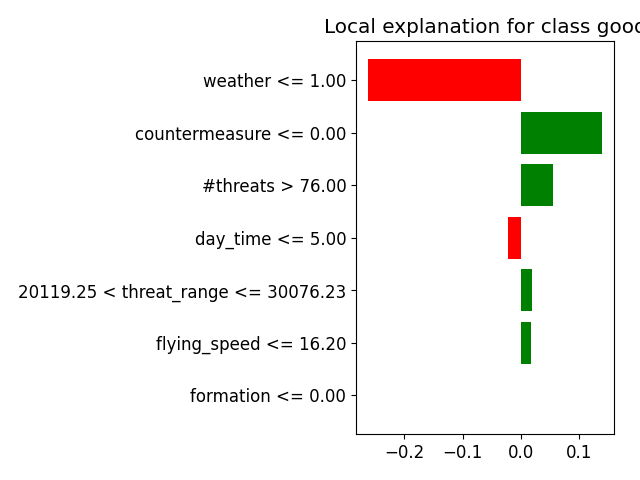 Local explanation for class good
weather <= 1.00
countermeasure <= 0.00
#threats > 76.00
day_time <= 5.00
20119.25 < threat_range <= 30076.23
flying_speed <= 16.20
formation <= 0.00
−0.2 −0.1 0.0 0.1